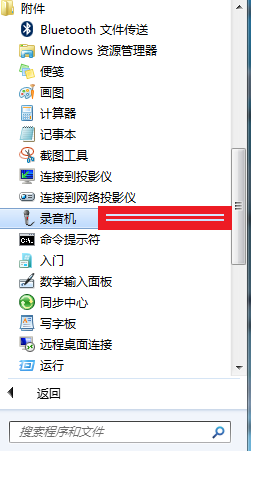 附件
Bluetooth 文件传送
Windows 资源管理器
便笺
画图
计算器
记事本
截图工具
连接到投影仪
连接到网络投影仪
录音机
命令提示符
入门
数学输入面板
同步中心
写字板
远程桌面连接
运行
返回
搜索程序和文件